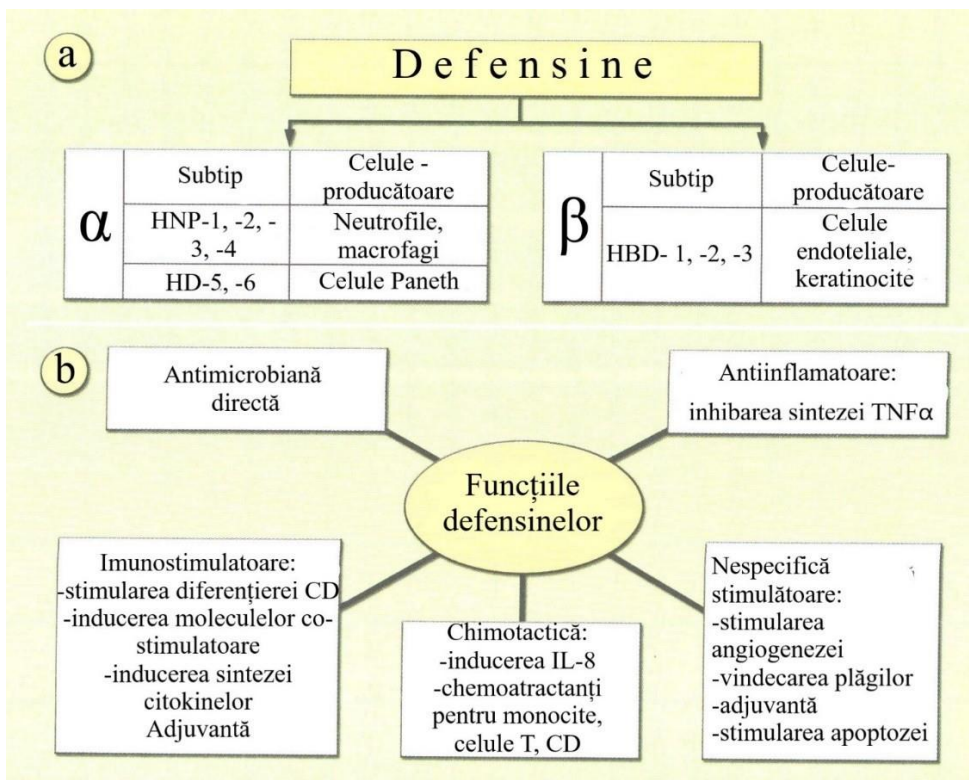 a
Defensine
α
Subtip
Celule -
producătoare
HNP-1, -2, -
3, -4
Neutrofile,
macrofagi
HD-5, -6
Celule Paneth
β
Subtip
Celule-
producătoare
HBD- 1, -2, -3
Celule
endoteliale,
keratinocite
b
Antimicrobiană
directă
Antiinflamatoare:
inhibarea sintezei TNFα
Funcțiile
defensinelor
Imunostimulatoare:
-stimularea diferențierei CD
-inducerea moleculelor co-
stimulatoare
-inducerea sintezei
citokinelor
Adjuvantă
Chimotactică:
-inducerea IL-8
-chemoatractanți
pentru monocite,
celule T, CD
Nespecifică
stimulătoare:
-stimularea
angiogenezei
-vindecarea plăgilor
-adjuvantă
-stimularea apoptozei